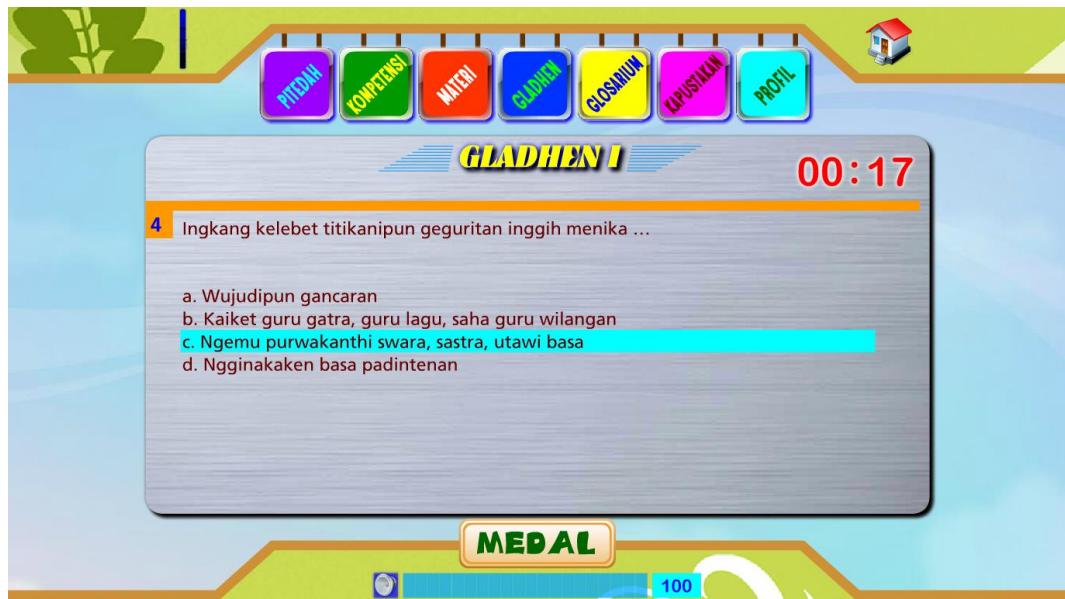 PITEDAH
KOMPETENSI
MATERI
GLADHEN
GLOSARIUM
KAPUSTAKAN
PROFIL
GLADHEN I
00:17
4 Ingkang kelebet titikanipun geguritan inggih menika ...
a. Wujudipun gancaran
b. Kaiket guru gatra, guru lagu, saha guru wilangan
c. Ngemu purwakanthi swara, sastra, utawi basa
d. Ngginakaken basa padintenan
MEDAL
100